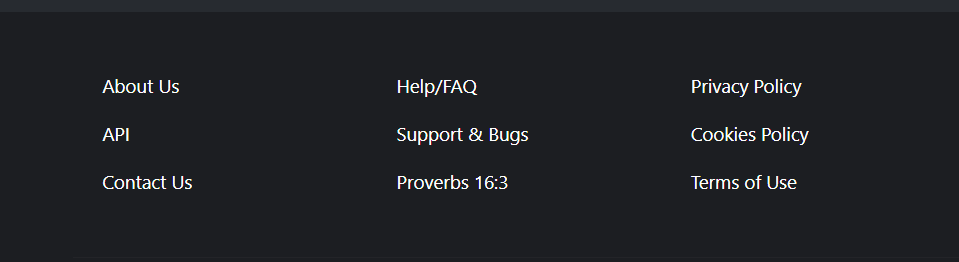 About Us
Help/FAQ
Privacy Policy
API
Support & Bugs
Cookies Policy
Contact Us
Proverbs 16:3
Terms of Use